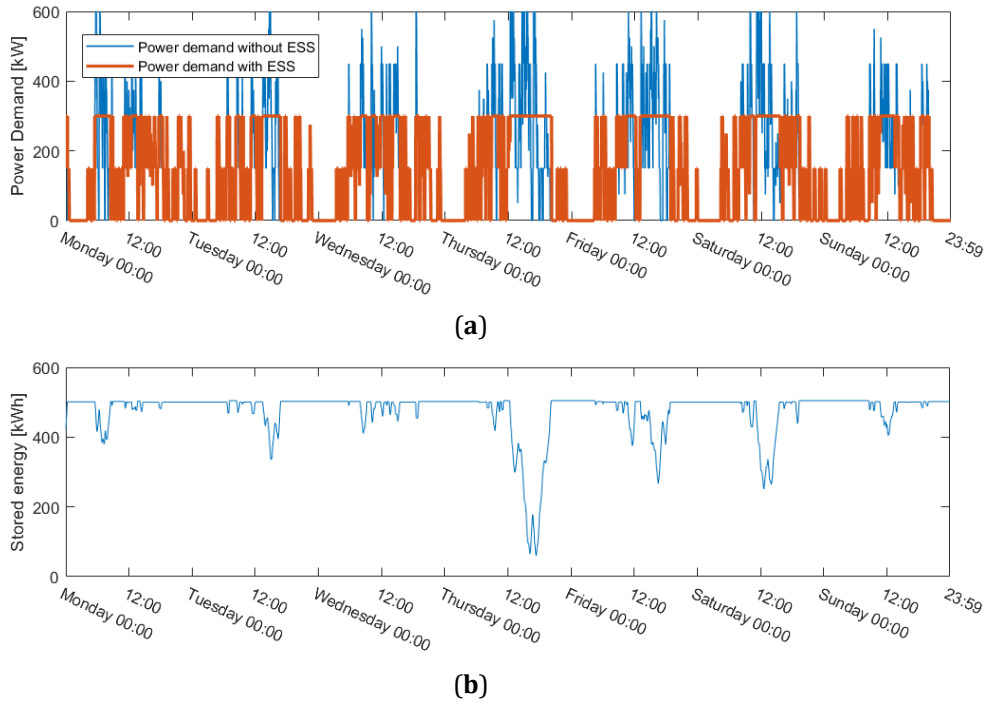 600
400
200
0
Power Demand [kW]
Power demand without ESS
Power demand with ESS
Monday 00:00
12:00
Tuesday 00:00
12:00
Wednesday 00:00
12:00
Thursday 00:00
12:00
Friday 00:00
12:00
Saturday 00:00
12:00
Sunday 00:00
12:00
23:59
(a)
600
400
200
0
Stored energy [kWh]
Monday 00:00
12:00
Tuesday 00:00
12:00
Wednesday 00:00
12:00
Thursday 00:00
12:00
Friday 00:00
12:00
Saturday 00:00
12:00
Sunday 00:00
12:00
23:59
(b)